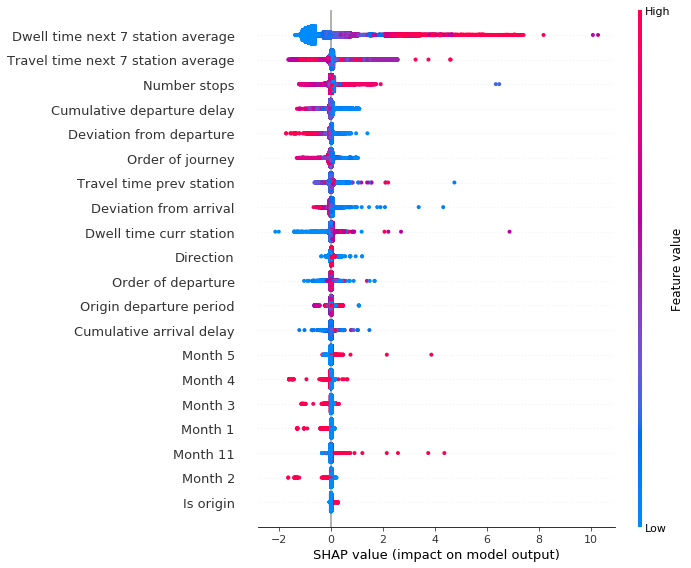 High
Dwell time next 7 station average
Travel time next 7 station average
Number stops
Cumulative departure delay
Deviation from departure
Order of journey
Travel time prev station
Deviation from arrival
Dwell time curr station
Direction
Order of departure
Origin departure period
Cumulative arrival delay
Month 5
Month 4
Month 3
Month 1
Month 11
Month 2
Is origin
Feature value
Low
−2 0 2 4 6 8 10
SHAP value (impact on model output)